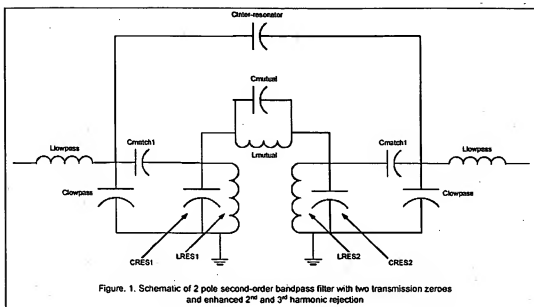 Cinter-resonator
Cmutual
Cmatch1
Cmatch1
Llowpass
Llowpass
Lmutual
Clowpass
Clowpass
CRES1
LRES1
LRES2
CRES2
Figure. 1. Schematic of 2 pole second-order bandpass filter with two transmission zeroes
and enhanced 2nd and 3rd harmonic rejection